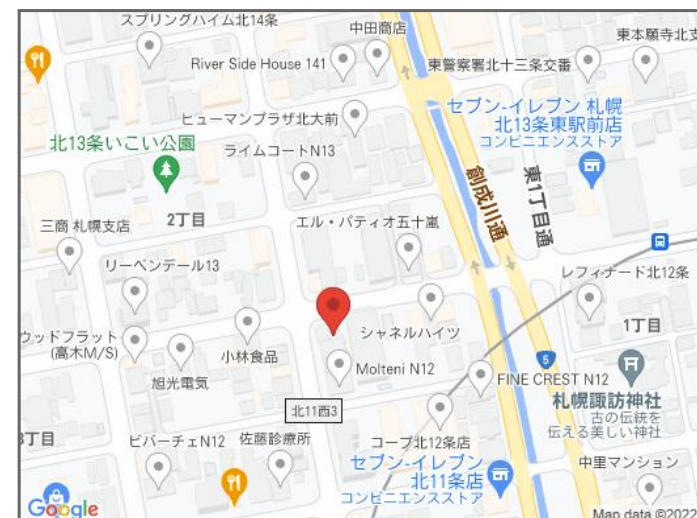 スプリングハイム北14条
中田商店
東本願寺北支
River Side House 141
東警察署北十三条交番
セブン-イレブン 札幌
北13条東駅前店
コンビニエンスストア
ヒューマンプラザ北大前
北13条いこい公園
ライムコートN13
創成川通
東1丁目通
2丁目
三商 札幌支店
エル・パティオ五十嵐
リーベンデール13
レフィナード北12条
ウッドフラット
(高木M/S)
小林食品
シャネルハイツ
1丁目
旭光電気
Molteni N12
5
FINE CREST N12
札幌諏訪神社
古の伝統を
伝える美しい神社
北11西3
3丁目
ビバーチェN12
佐藤診療所
コープ北12条店
セブン-イレブン
北11条店
コンビニエンスストア
中里マンション
Google
Map data ©2022